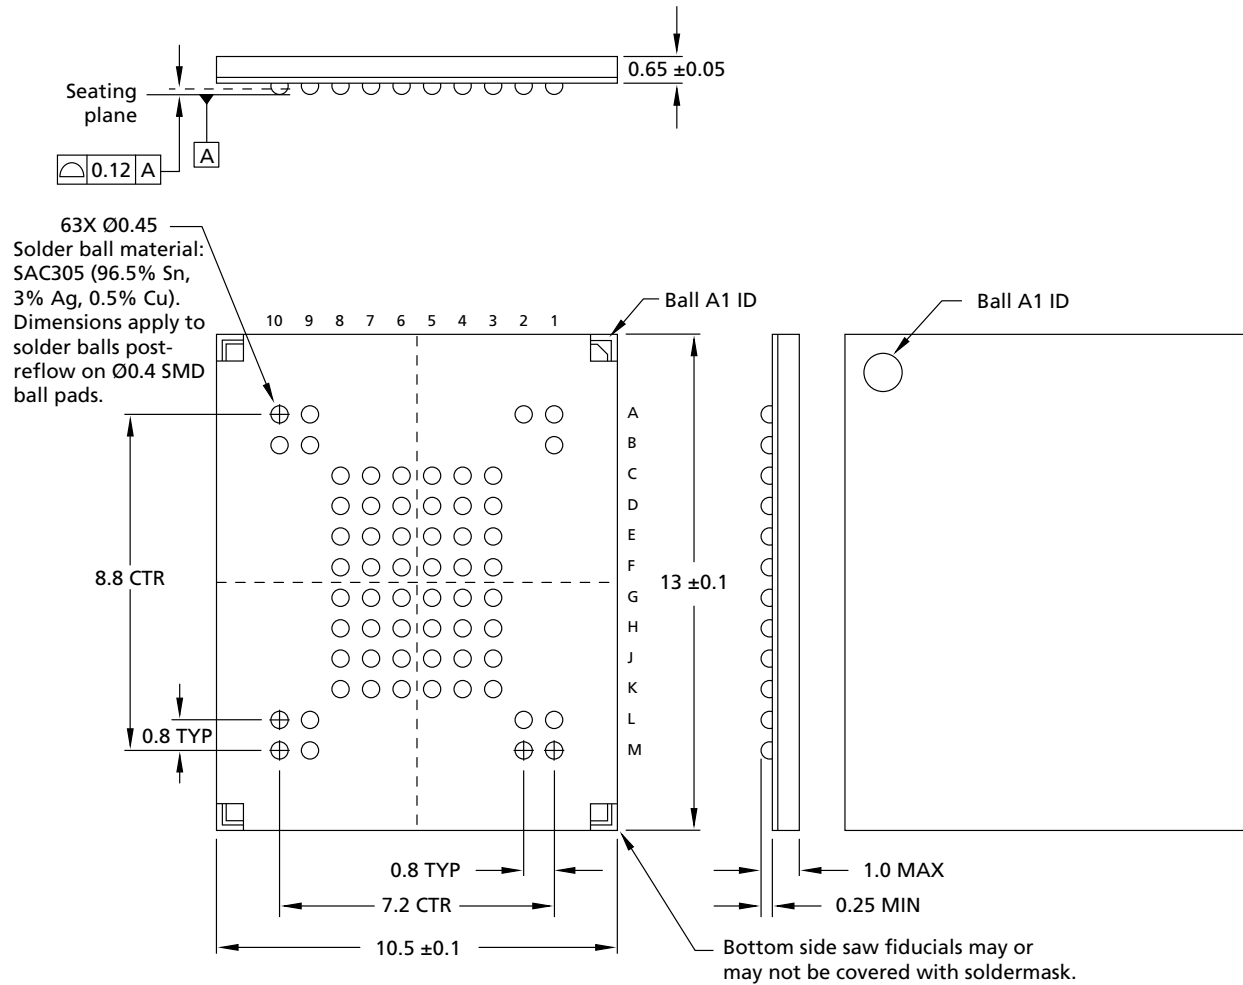 0.65 ±0.05
Seating
plane
A
0.12 A
63X Ø0.45
Solder ball material:
SAC305 (96.5% Sn,
3% Ag, 0.5% Cu).
Dimensions apply to
solder balls post-
reflow on Ø0.4 SMD
ball pads.
Ball A1 ID
Ball A1 ID
10 9 8 7 6 5 4 3 2 1
A
B
C
D
E
F
G
H
J
K
L
M
8.8 CTR
13 ±0.1
0.8 TYP
0.8 TYP
1.0 MAX
7.2 CTR
0.25 MIN
10.5 ±0.1
Bottom side saw fiducials may or
may not be covered with soldermask.